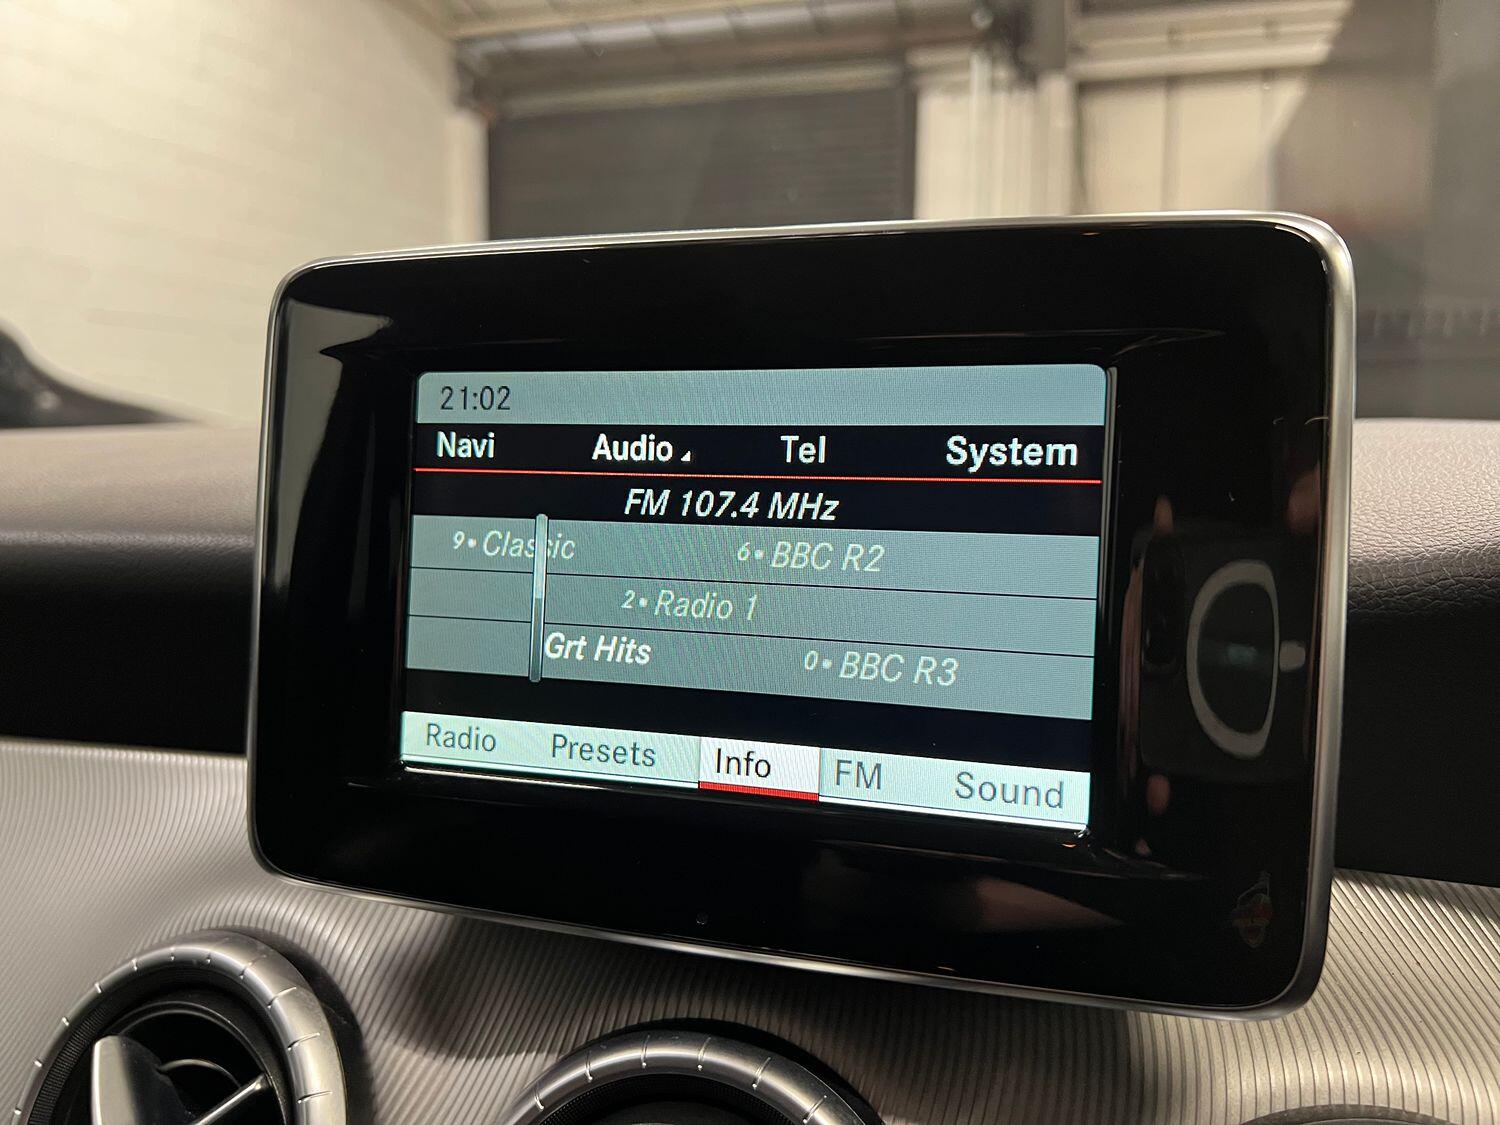 21:02
Navi Audio Tel System
FM 107.4 MHz
9•Classic 6•BBC R2
2•Radio 1
Grt Hits 0•BBC R3
Radio Presets Info FM Sound